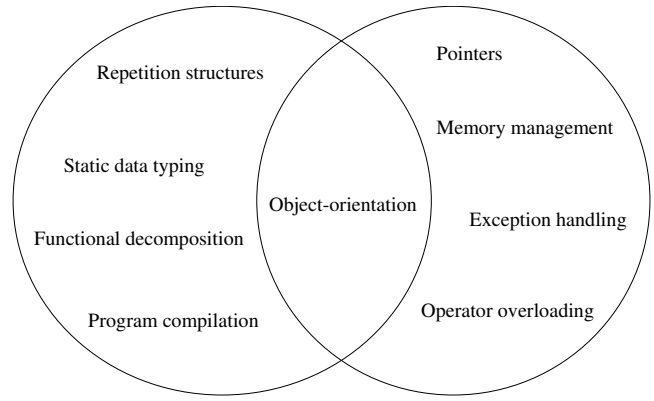 Repetition structures
Static data typing
Functional decomposition
Program compilation
Object-orientation
Pointers
Memory management
Exception handling
Operator overloading